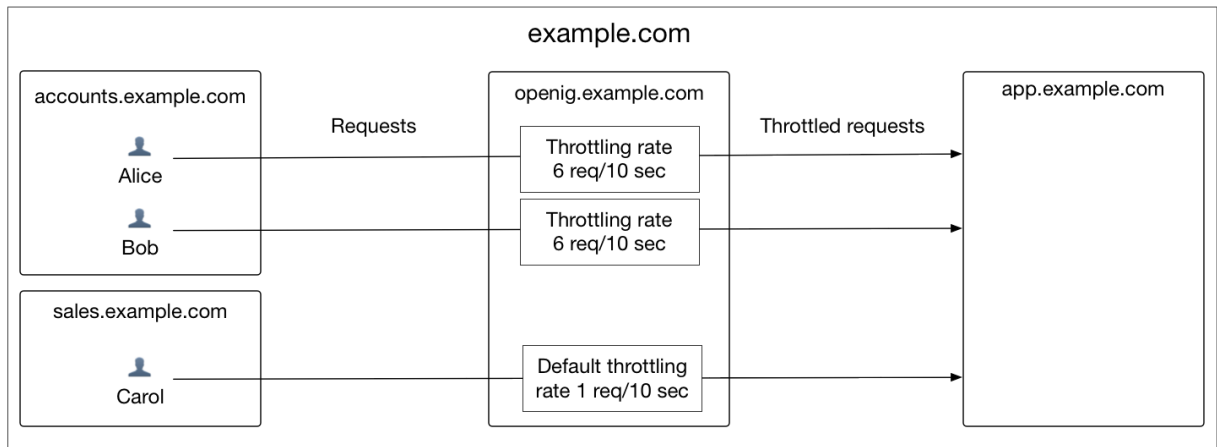 example.com
accounts.example.com
Alice
Bob
sales.example.com
Carol
Requests
openig.example.com
Throttling rate
6 req/10 sec
Throttling rate
6 req/10 sec
Default throttling
rate 1 req/10 sec
Throttled requests
app.example.com